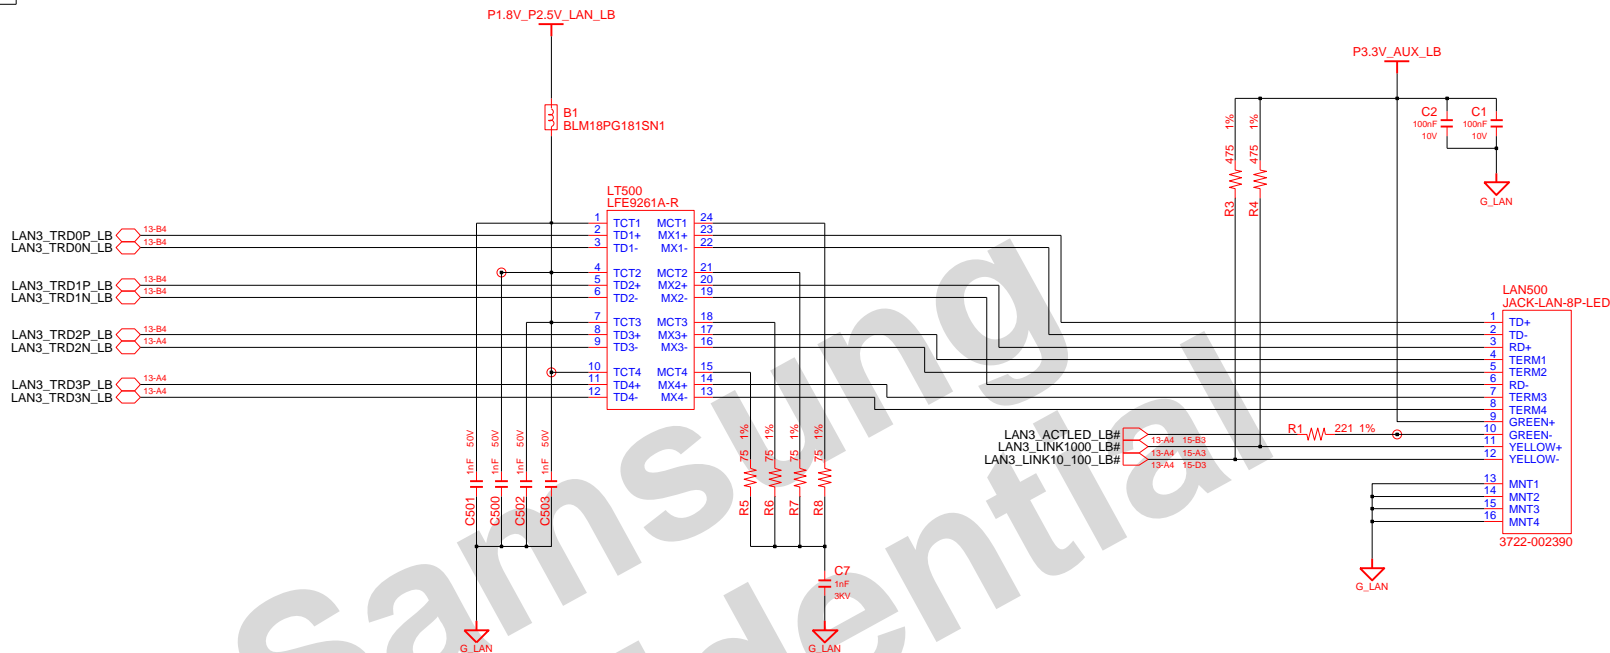 P1.8V_P2.5V_LAN_LB
P3.3V_AUX_LB
B1
BLM18PG181SN1
C2
100nF
10V
C1
100nF
10V
G_LAN
475 1%
R3
475 1%
R4
LT500
LFE9261A-R
1 TCT1 MCT1 24
2 TD1+ MX1+ 23
3 TD1- MX1- 22
4 TCT2 MCT2 21
5 TD2+ MX2+ 20
6 TD2- MX2- 19
7 TCT3 MCT3 18
8 TD3+ MX3+ 17
9 TD3- MX3- 16
10 TCT4 MCT4 15
11 TD4+ MX4+ 14
12 TD4- MX4- 13
LAN3_TRD0P_LB 13-B4
LAN3_TRD0N_LB 13-B4
LAN3_TRD1P_LB 13-B4
LAN3_TRD1N_LB 13-B4
LAN3_TRD2P_LB 13-B4
LAN3_TRD2N_LB 13-A4
LAN3_TRD3P_LB 13-A4
LAN3_TRD3N_LB 13-A4
LAN500
JACK-LAN-8P-LED
1 TD+
2 TD-
3 RD+
4 TERM1
5 TERM2
6 RD-
7 TERM3
8 TERM4
9 GREEN+
10 GREEN-
11 YELLOW+
12 YELLOW-
13 MNT1
14 MNT2
15 MNT3
16 MNT4
3722-002390
LAN3_ACTLED_LB# 13-A4 15-B3
LAN3_LINK1000_LB# 13-A4 15-A3
LAN3_LINK10_100_LB# 13-A4 15-D3
R1 221 1%
C501 1nF 50V
C500 1nF 50V
C502 1nF 50V
C503 1nF 50V
R5 75 1%
R6 75 1%
R7 75 1%
R8 75 1%
C7
1nF
3KV
G_LAN
G_LAN
G_LAN
Samsung
Confidential